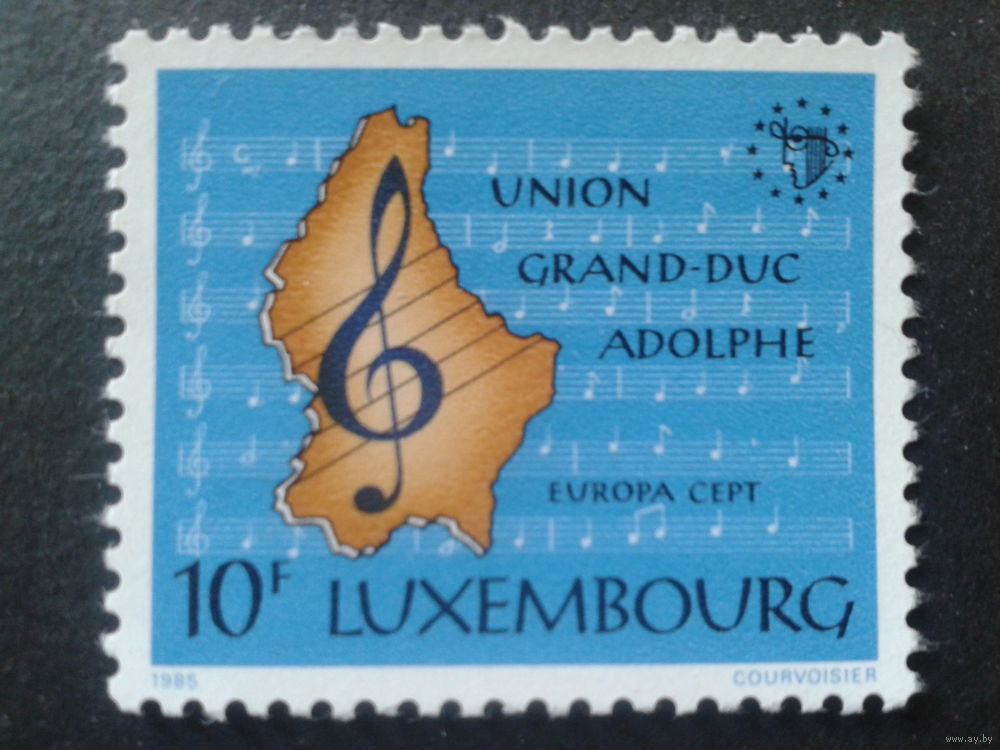 UNION
GRAND-DUC
ADOLPHE
EUROPA CEPT
10F LUXEMBOURG
1985 COURVOISIER
www.ay.by